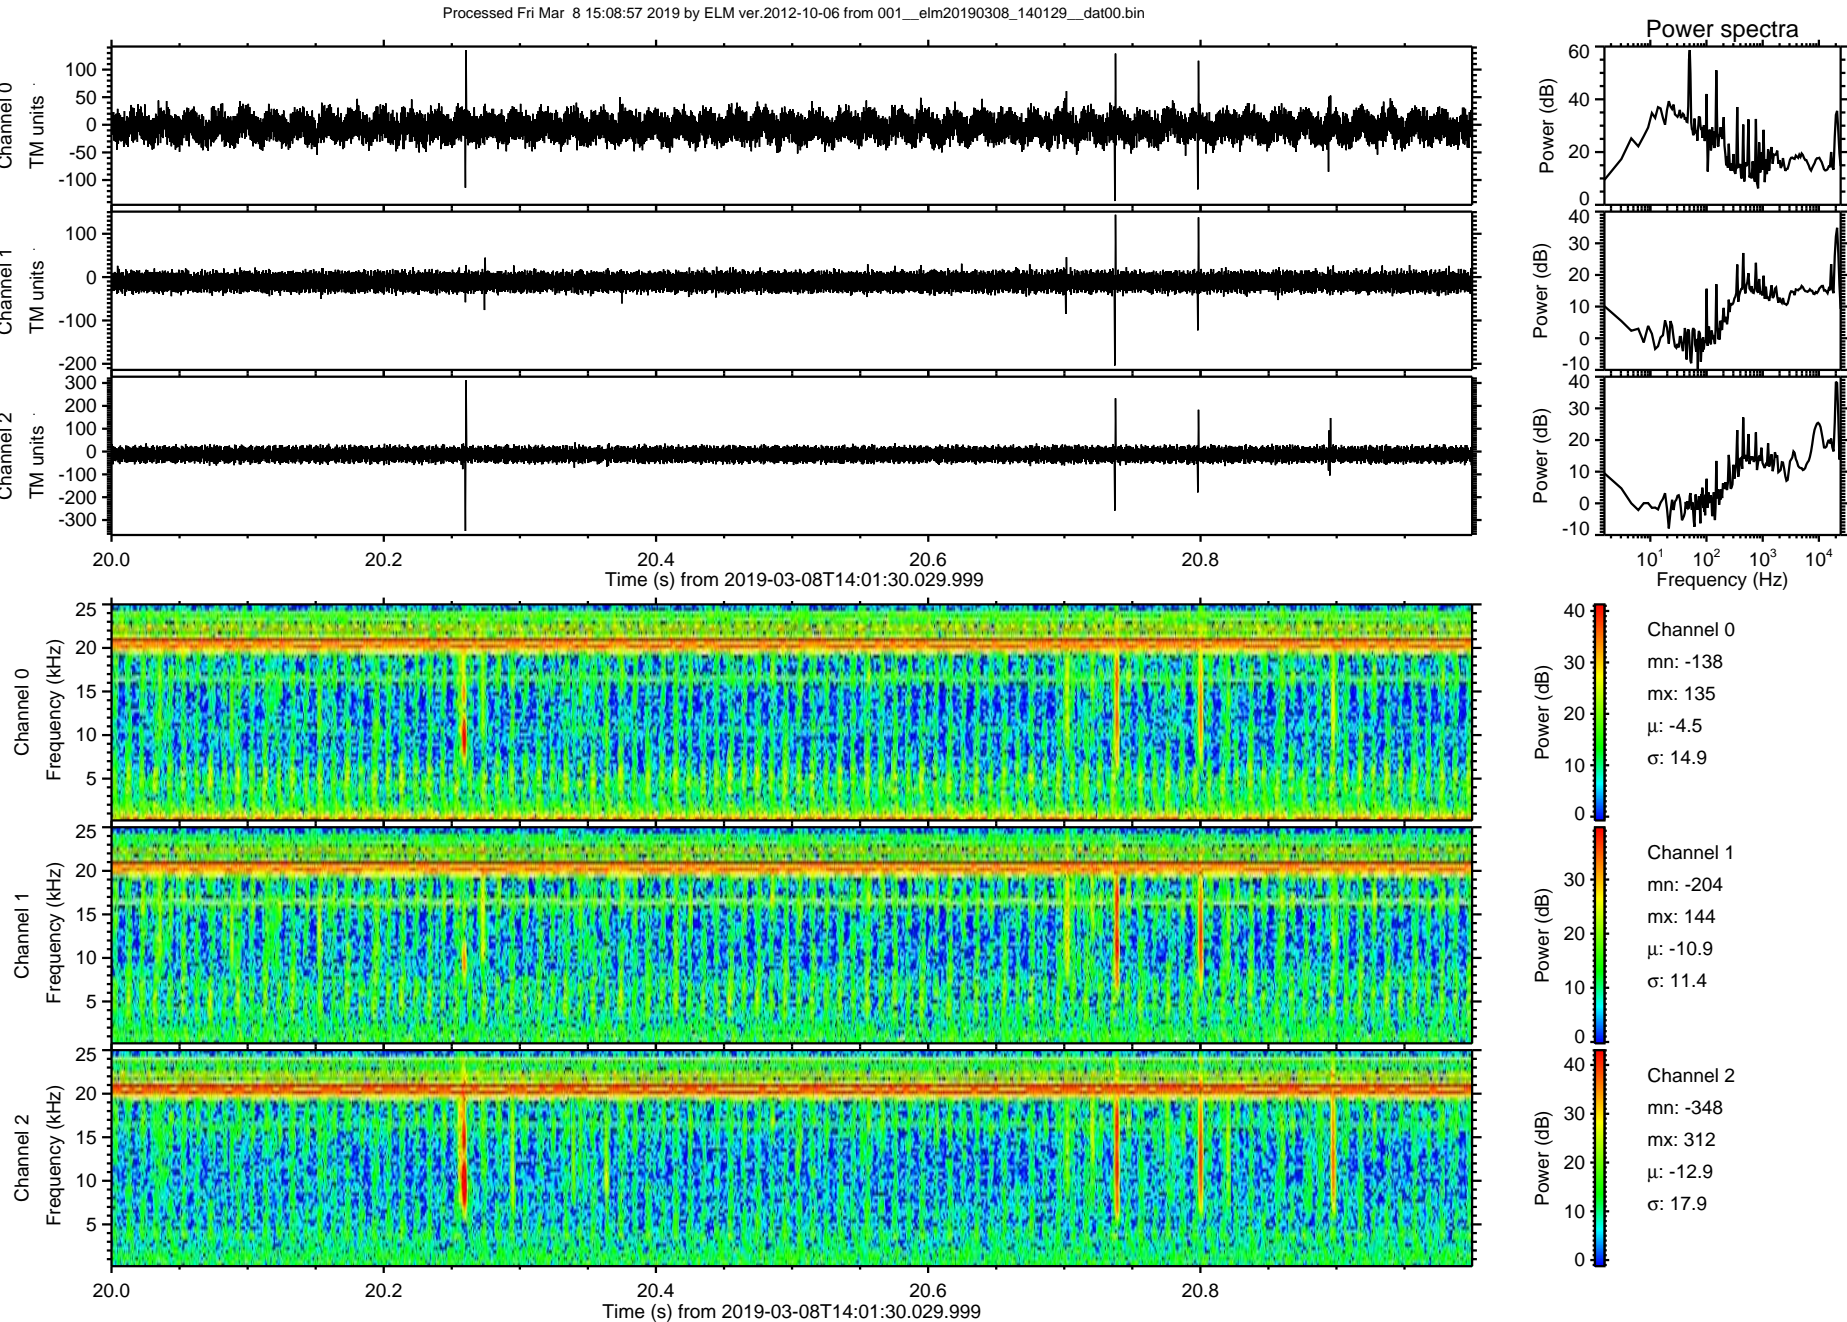 Processed Fri Mar  8 15:08:57 2019 by ELM ver.2012-10-06 from 001__elm20190308_140129__dat00.bin
Power spectra
Channel 0
TM units
100
50
0
-50
-100
Power (dB)
60
40
20
0
Channel 1
TM units
100
0
-100
-200
Power (dB)
40
30
20
10
0
-10
Channel 2
TM units
300
200
100
0
-100
-200
-300
Power (dB)
40
30
20
10
0
-10
20.0 20.2 20.4 20.6 20.8
Time (s) from 2019-03-08T14:01:30.029.999
10¹ 10² 10³ 10⁴
Frequency (Hz)
Channel 0
Frequency (kHz)
25
20
15
10
5
Power (dB)
40
30
20
10
0
Channel 0
mn: -138
mx: 135
μ: -4.5
σ: 14.9
Channel 1
Frequency (kHz)
25
20
15
10
5
Power (dB)
30
20
10
0
Channel 1
mn: -204
mx: 144
μ: -10.9
σ: 11.4
Channel 2
Frequency (kHz)
25
20
15
10
5
Power (dB)
40
30
20
10
0
Channel 2
mn: -348
mx: 312
μ: -12.9
σ: 17.9
20.0 20.2 20.4 20.6 20.8
Time (s) from 2019-03-08T14:01:30.029.999